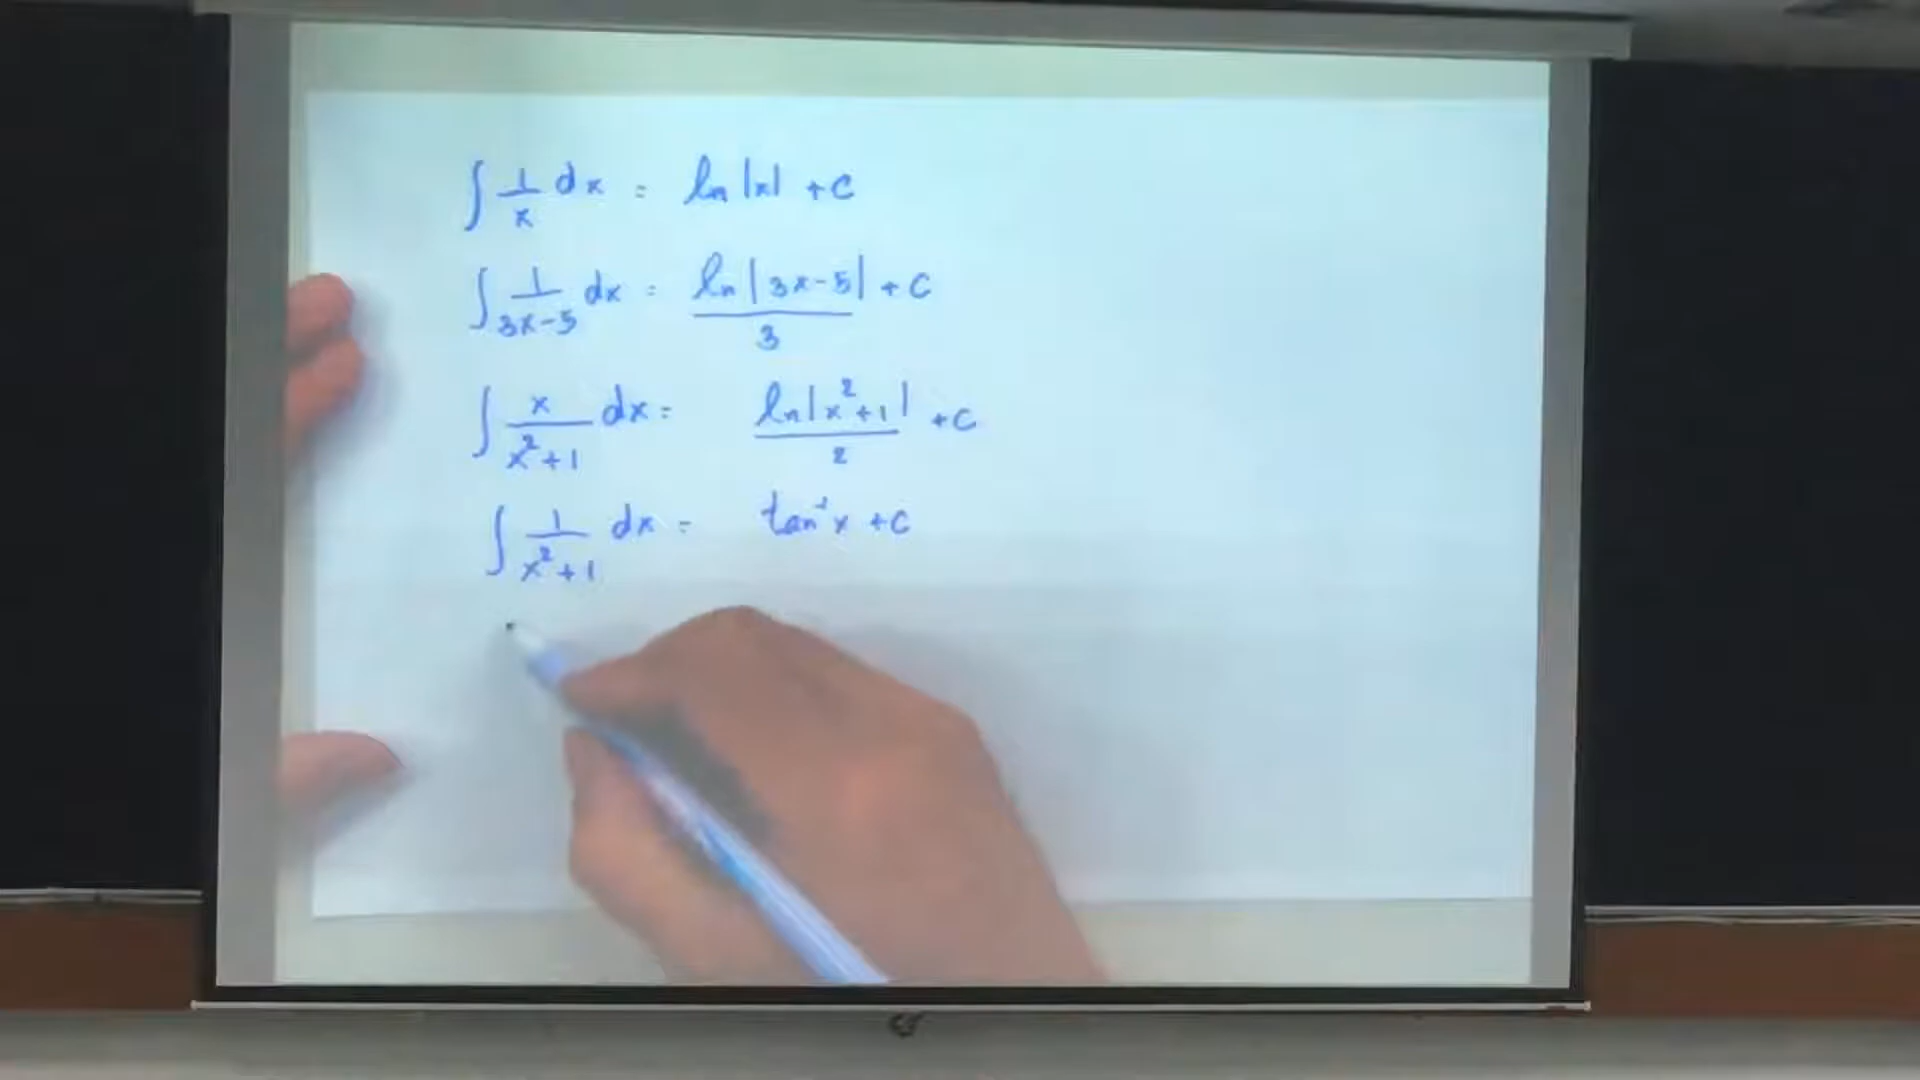 ∫ 1/x dx = ln |x| + c
∫ 1/(3x-5) dx = ln |3x-5| / 3 + c
∫ x/(x²+1) dx = ln |x²+1| / 2 + c
∫ 1/(x²+1) dx = tan⁻¹ x + c